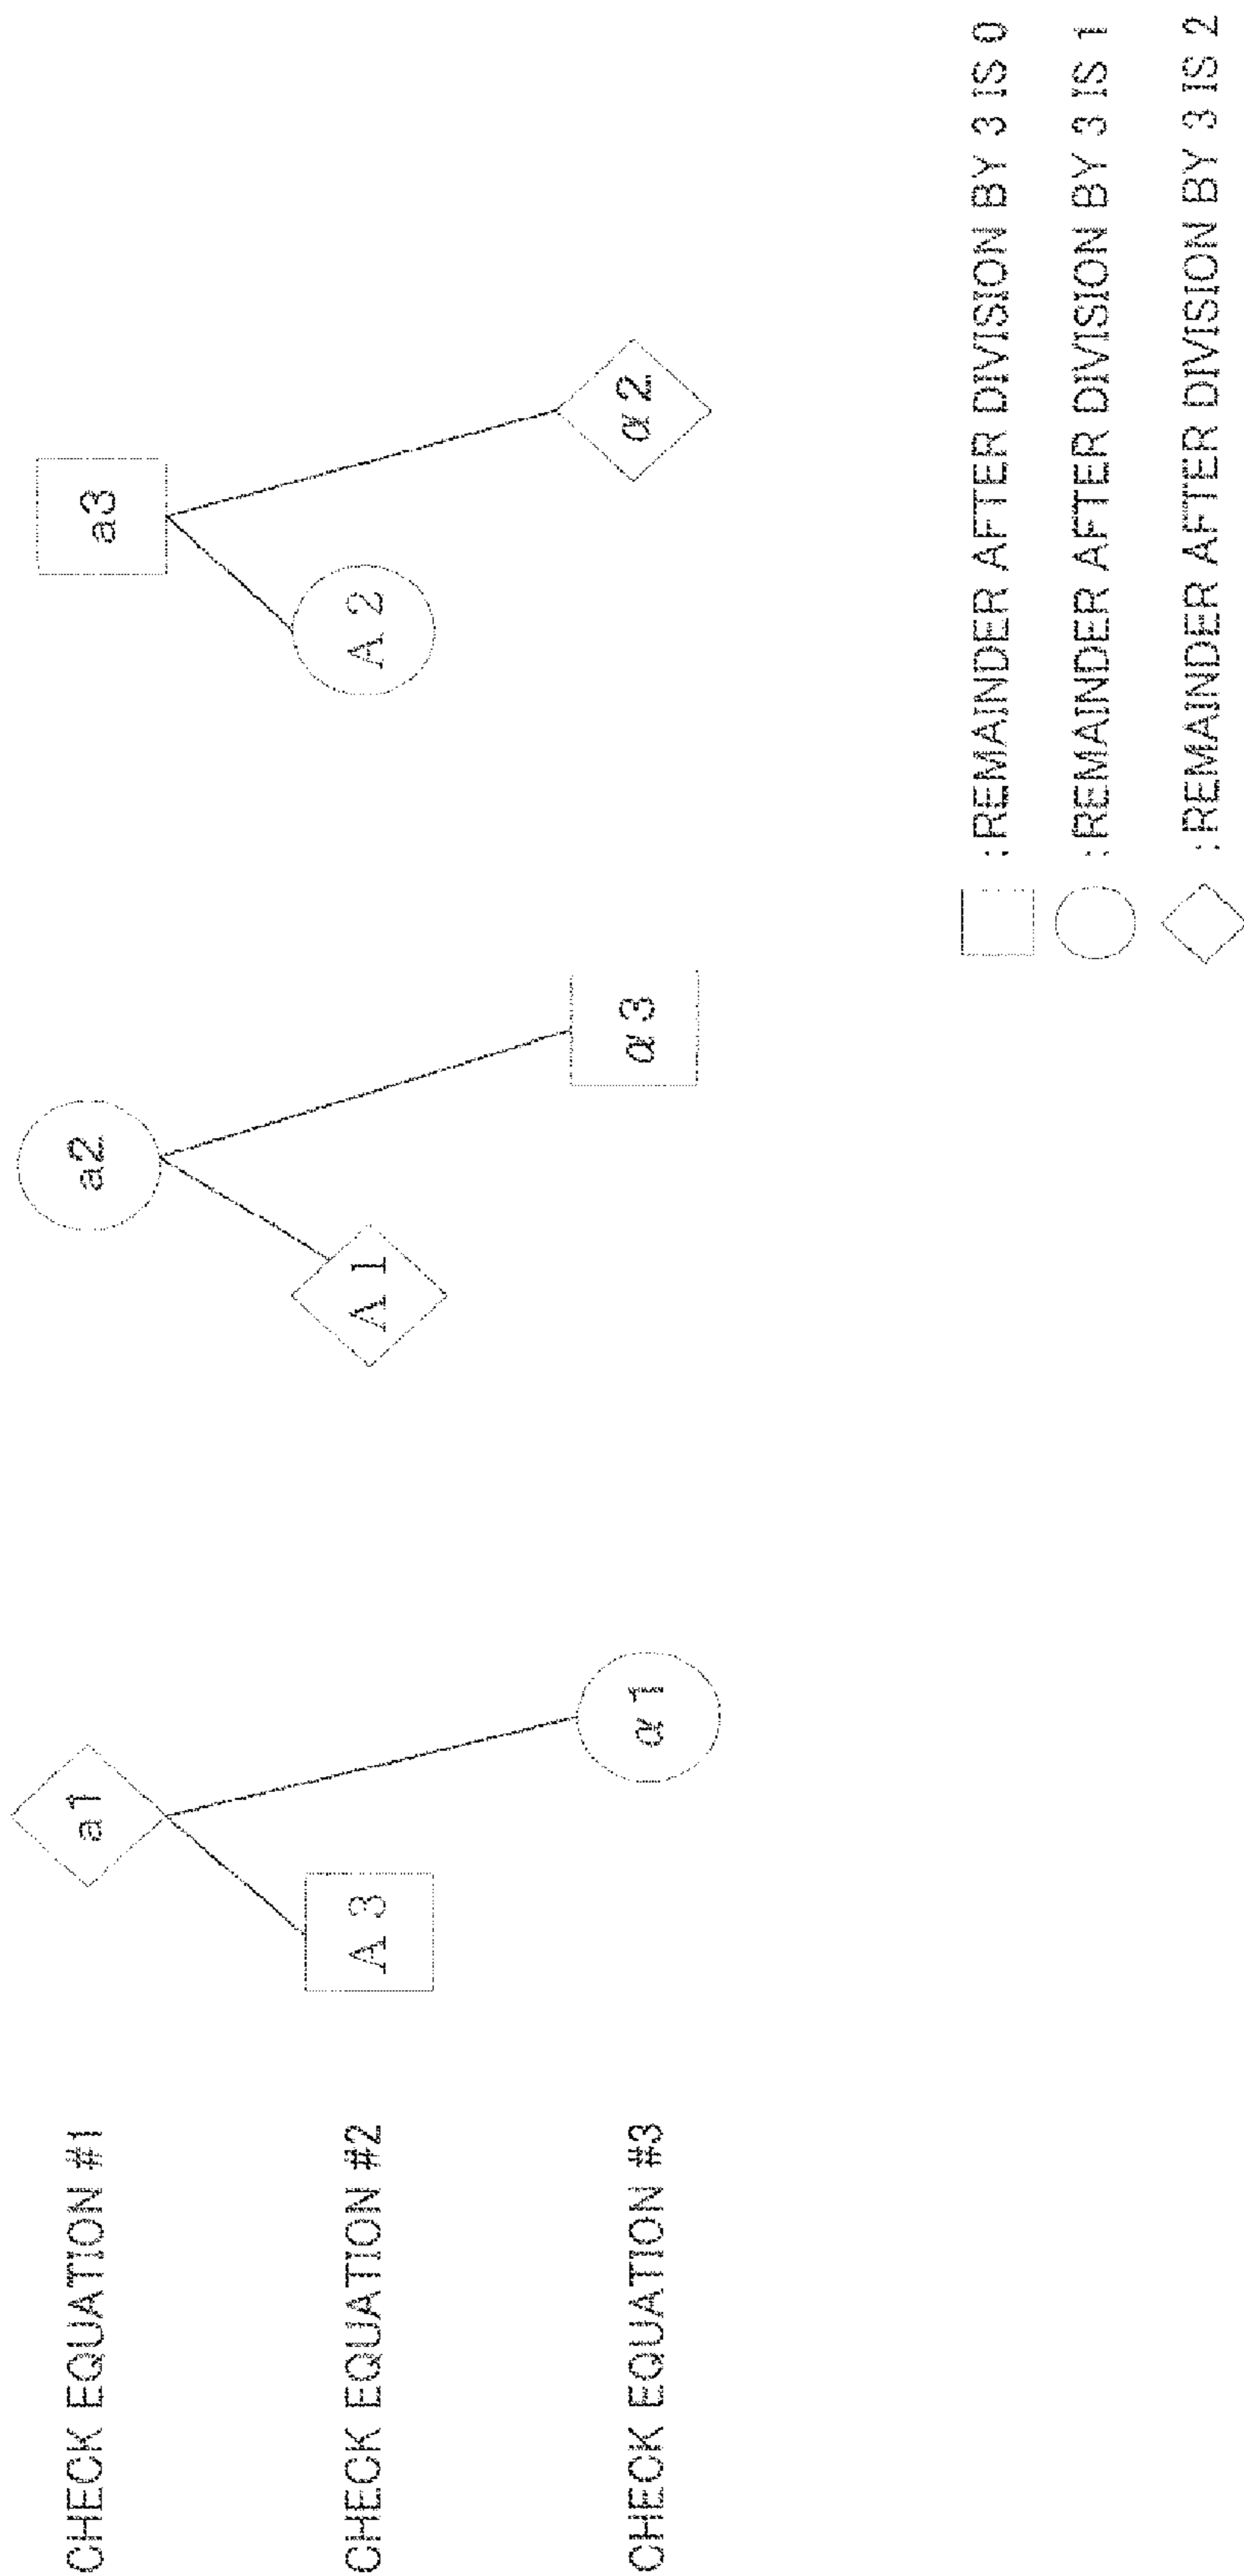 CHECK EQUATION #1
a1
a2
a3
CHECK EQUATION #2
A3
A1
A2
CHECK EQUATION #3
α1
α3
α2
:REMAINDER AFTER DIVISION BY 3 IS 0
:REMAINDER AFTER DIVISION BY 3 IS 1
:REMAINDER AFTER DIVISION BY 3 IS 2